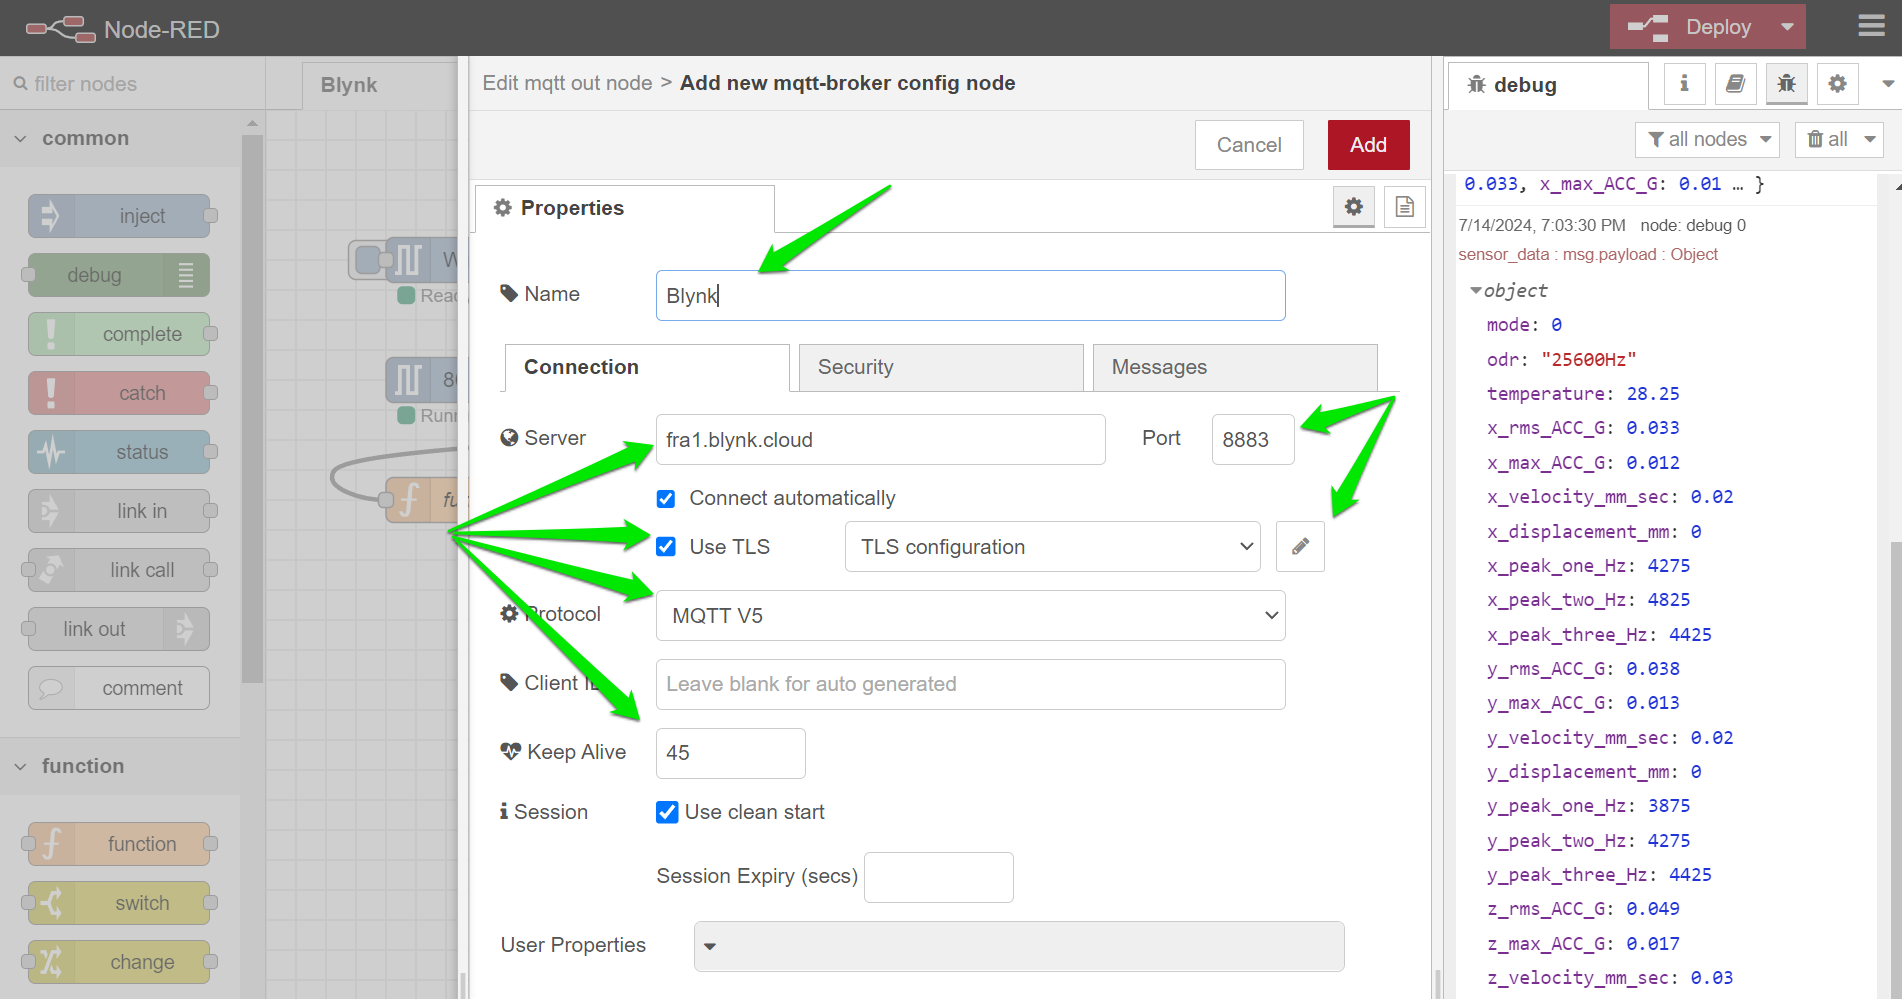 Node-RED
Deploy
filter nodes
Blynk
Edit mqtt out node > Add new mqtt-broker config node
debug
Cancel
Add
all nodes
all
common
inject
debug
complete
catch
status
link in
link call
link out
comment
function
function
switch
change
W
Reac
80
Runn
fu
Properties
Name
Blynk
Connection
Security
Messages
Server
fra1.blynk.cloud
Port
8883
Connect automatically
Use TLS
TLS configuration
Protocol
MQTT V5
Client ID
Leave blank for auto generated
Keep Alive
45
Session
Use clean start
Session Expiry (secs)
User Properties
0.033, x_max_ACC_G: 0.01 … }
7/14/2024, 7:03:30 PM node: debug 0
sensor_data : msg.payload : Object
object
mode: 0
odr: "25600Hz"
temperature: 28.25
x_rms_ACC_G: 0.033
x_max_ACC_G: 0.012
x_velocity_mm_sec: 0.02
x_displacement_mm: 0
x_peak_one_Hz: 4275
x_peak_two_Hz: 4825
x_peak_three_Hz: 4425
y_rms_ACC_G: 0.038
y_max_ACC_G: 0.013
y_velocity_mm_sec: 0.02
y_displacement_mm: 0
y_peak_one_Hz: 3875
y_peak_two_Hz: 4275
y_peak_three_Hz: 4425
z_rms_ACC_G: 0.049
z_max_ACC_G: 0.017
z_velocity_mm_sec: 0.03